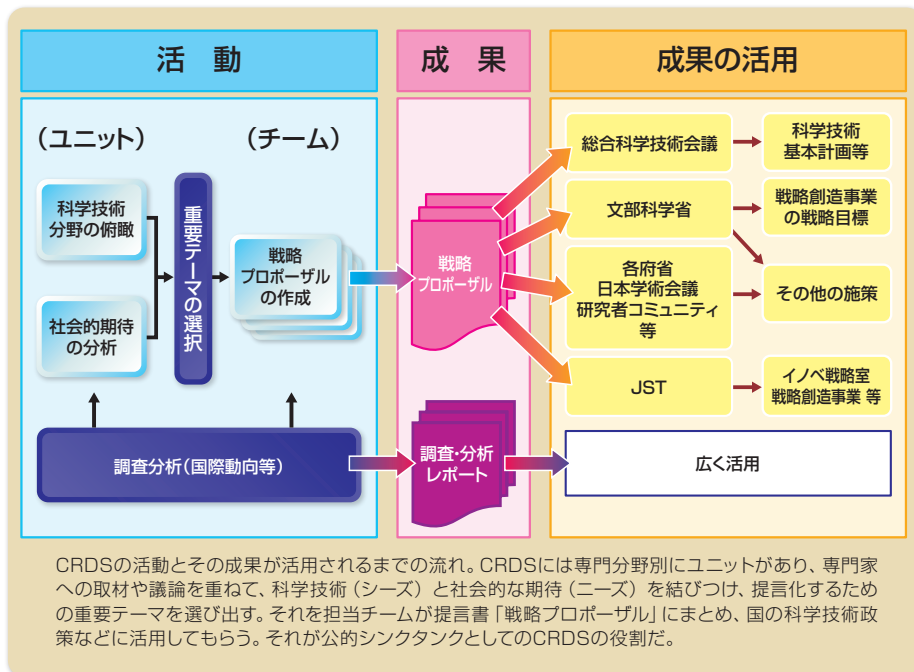 活 動
成 果
成果の活用
（ユニット）
（チーム）
科学技術
分野の俯瞰
社会的期待
の分析
重要テーマの選択
戦略
プロポーザル
の作成
調査分析（国際動向等）
戦略
プロポーザル
調査・分析
レポート
総合科学技術会議
科学技術
基本計画等
文部科学省
戦略創造事業
の戦略目標
各府省
日本学術会議
研究者コミュニティ
等
その他の施策
JST
イノベ戦略室
戦略創造事業 等
広く活用
CRDSの活動とその成果が活用されるまでの流れ。CRDSには専門分野別にユニットがあり、専門家
への取材や議論を重ねて、科学技術（シーズ）と社会的な期待（ニーズ）を結びつけ、提言化するため
の重要テーマを選び出す。それを担当チームが提言書「戦略プロポーザル」にまとめ、国の科学技術政
策などに活用してもらう。それが公的シンクタンクとしてのCRDSの役割だ。